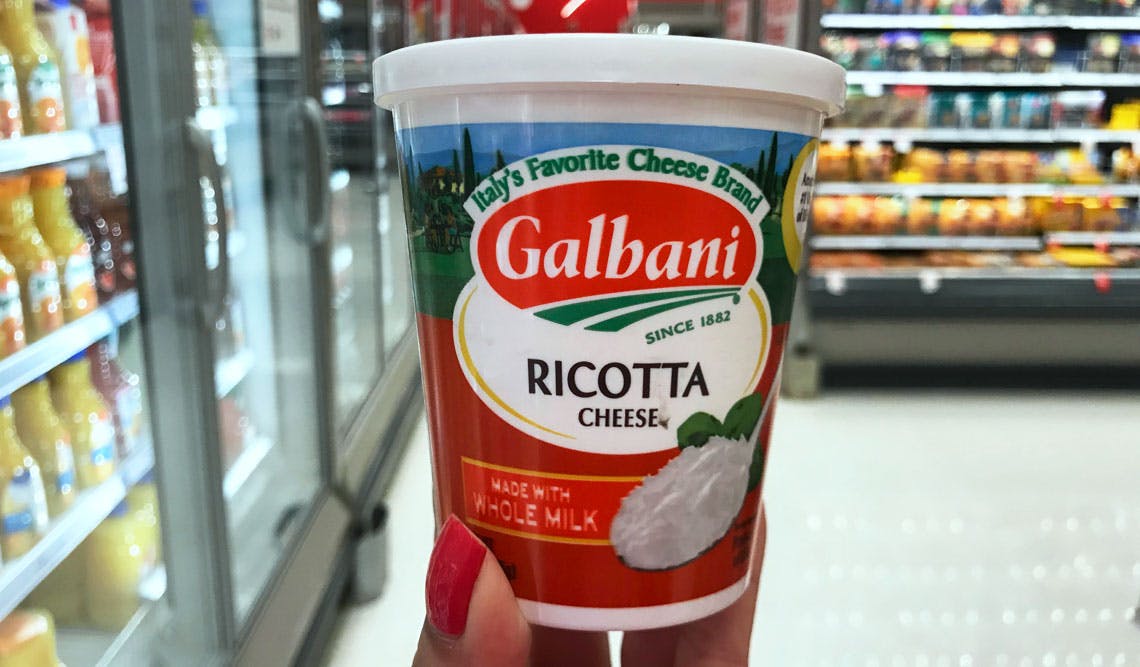 Italy's Favorite Cheese Brand
Galbani
SINCE 1882
RICOTTA
CHEESE
MADE WITH
WHOLE MILK